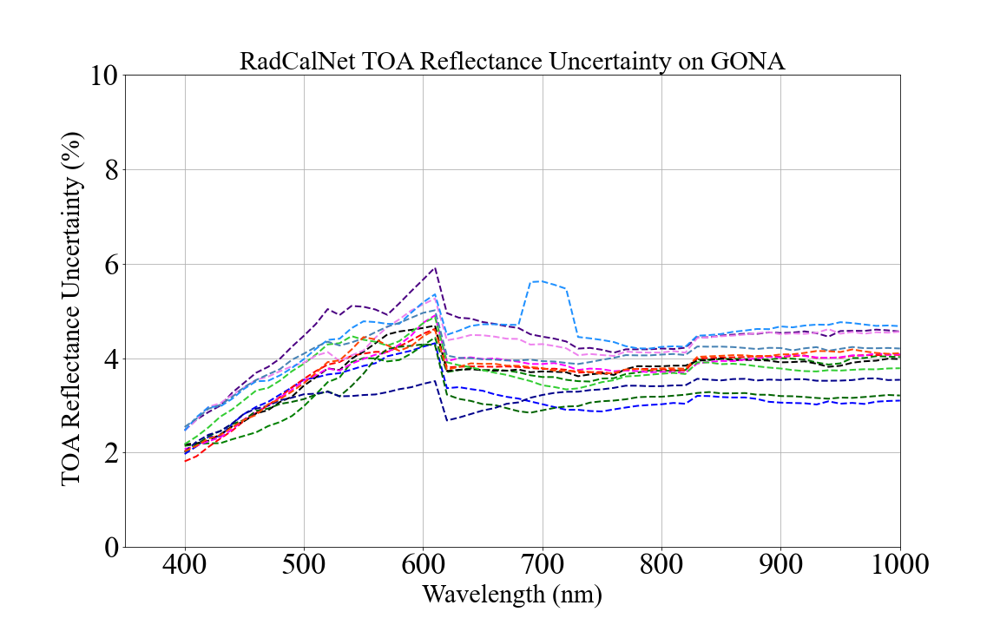 RadCalNet TOA Reflectance Uncertainty on GONA
10
8
6
4
2
0
TOA Reflectance Uncertainty (%)
400 500 600 700 800 900 1000
Wavelength (nm)